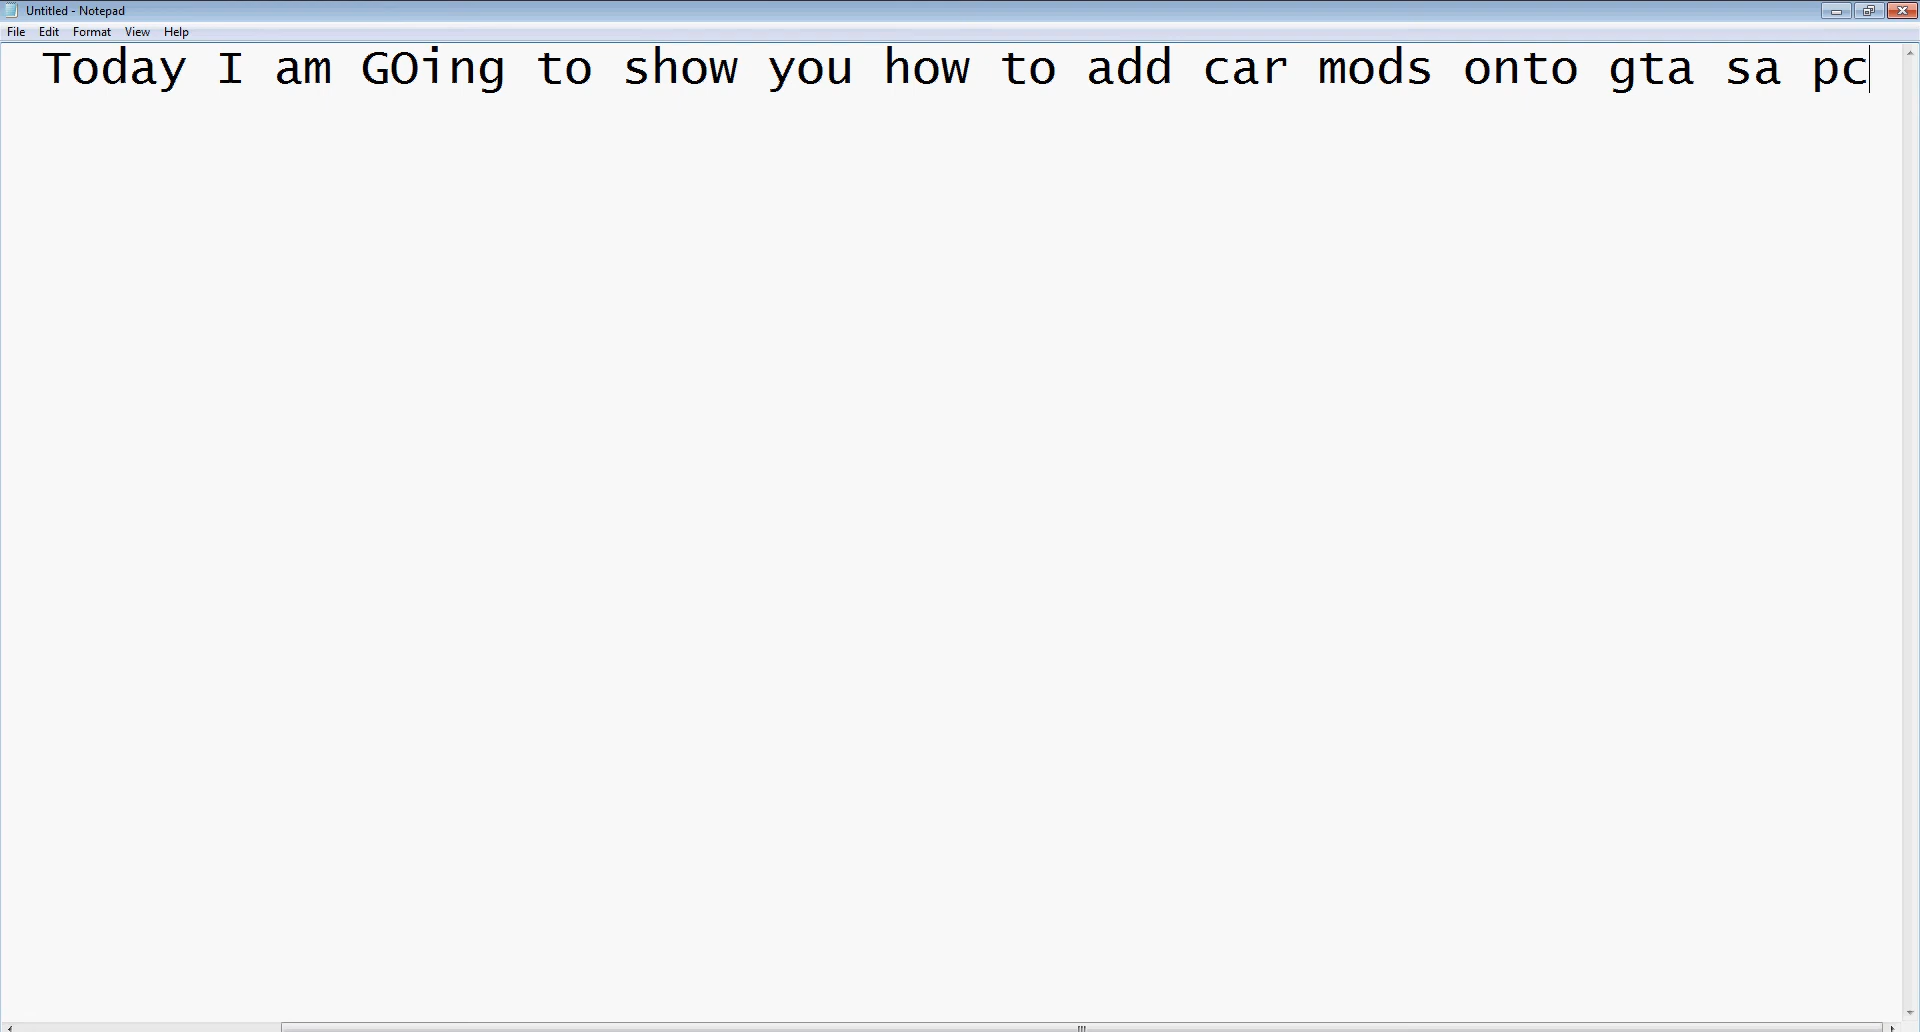 Untitled - Notepad
File Edit Format View Help
Today I am GOing to show you how to add car mods onto gta sa pc